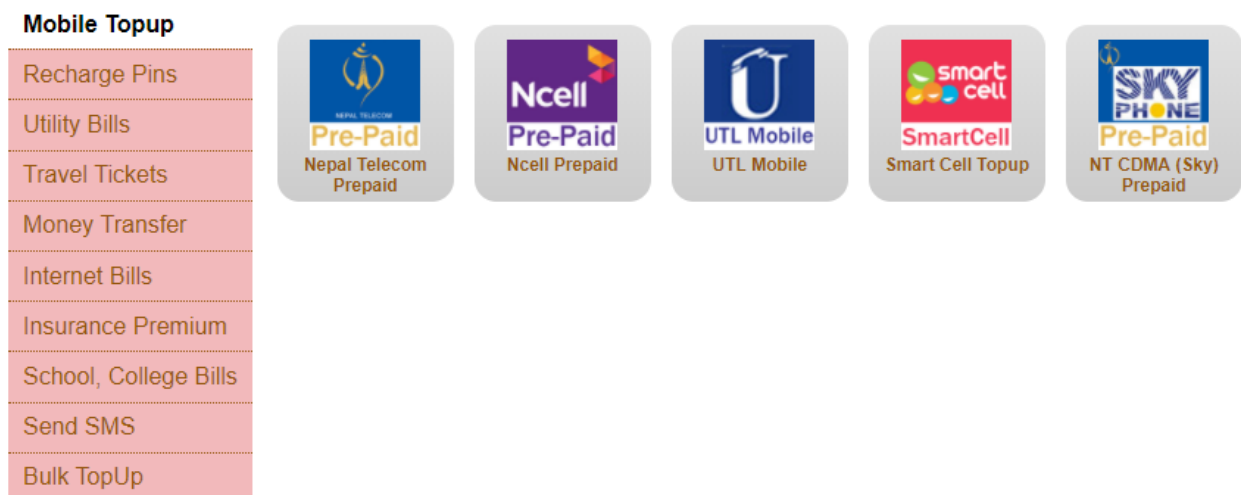 Mobile Topup
Recharge Pins
Utility Bills
Travel Tickets
Money Transfer
Internet Bills
Insurance Premium
School, College Bills
Send SMS
Bulk TopUp
NEPAL TELECOM
Pre-Paid
Nepal Telecom
Prepaid
Ncell
Pre-Paid
Ncell Prepaid
U
UTL Mobile
UTL Mobile
smart
cell
SmartCell
Smart Cell Topup
SKY
PHONE
Pre-Paid
NT CDMA (Sky)
Prepaid